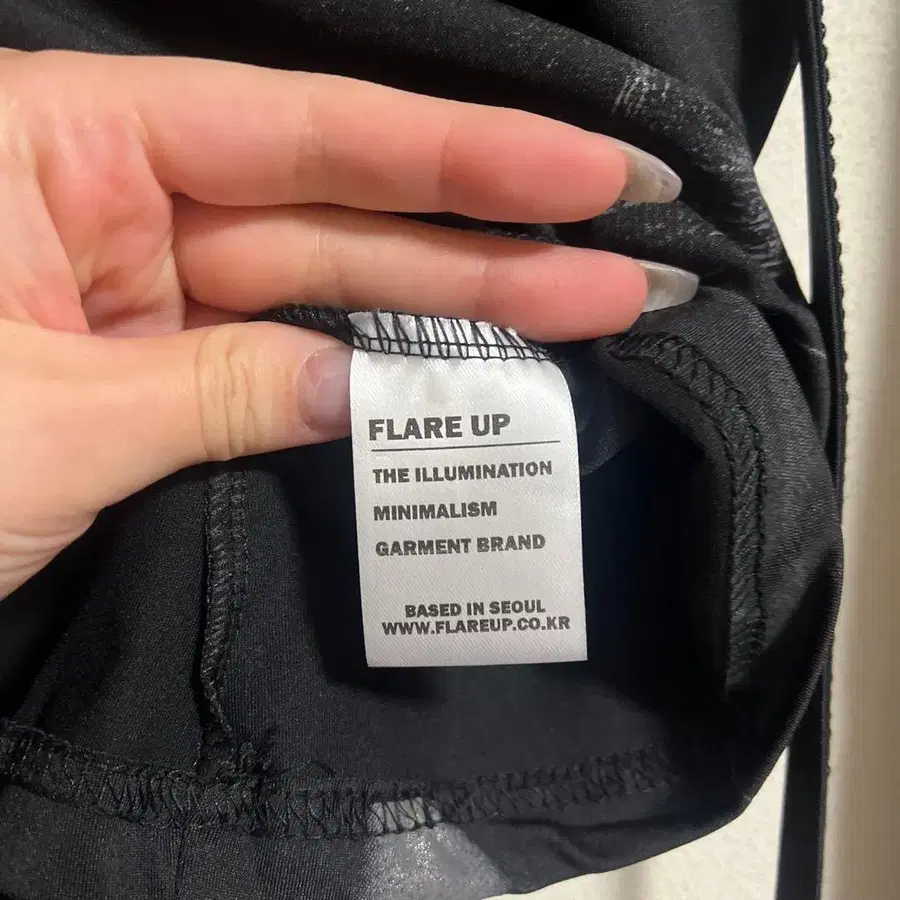 FLARE UP
THE ILLUMINATION
MINIMALISM
GARMENT BRAND
BASED IN SEOUL
WWW.FLAREUP.CO.KR